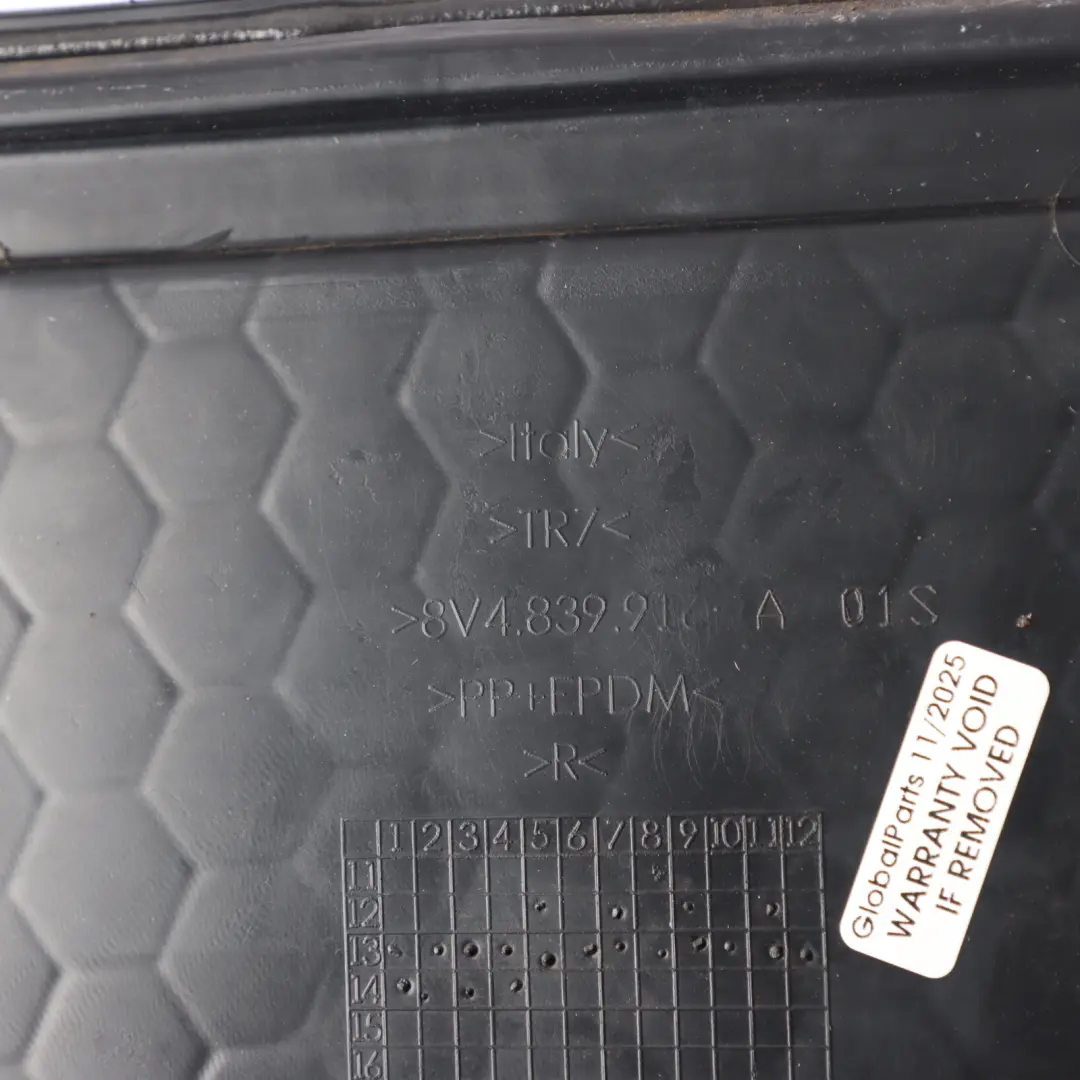 >Italy<
>TR7<
>8V4.839.916 A 01S
>PP+EPDM<
>R<
1 2 3 4 5 6 7 8 9 10 11 12
11
12
13
14
15
16
GlobalParts 11/2025
WARRANTY VOID
IF REMOVED